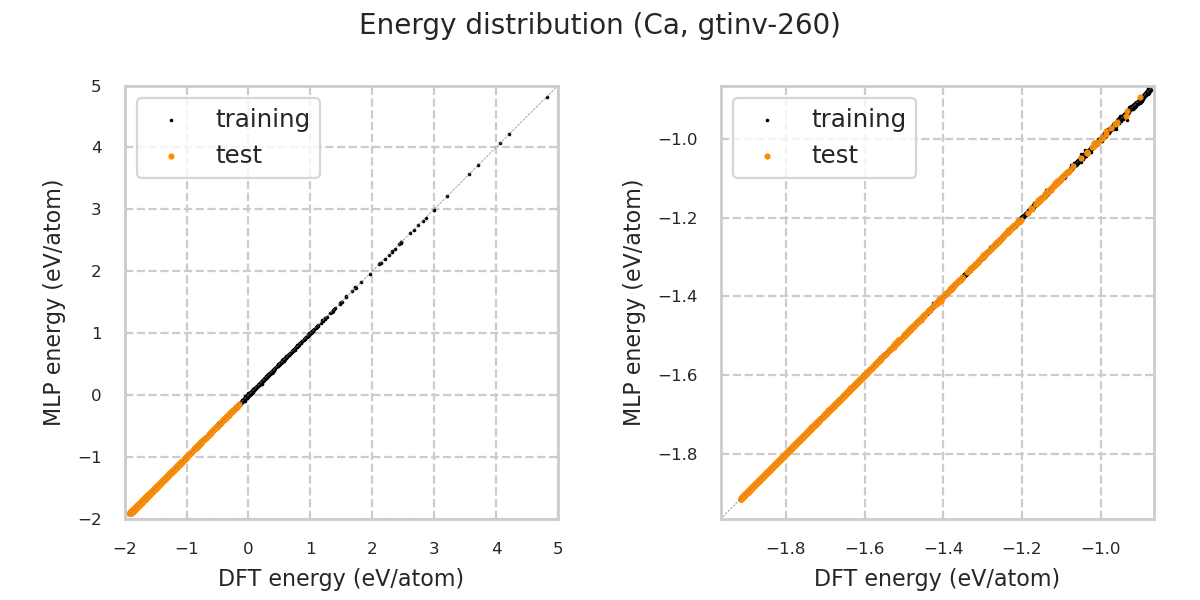 Energy distribution (Ca, gtinv-260)
training
test
MLP energy (eV/atom)
5
4
3
2
1
0
−1
−2
−2
−1
0
1
2
3
4
5
DFT energy (eV/atom)
training
test
MLP energy (eV/atom)
−1.0
−1.2
−1.4
−1.6
−1.8
−1.8
−1.6
−1.4
−1.2
−1.0
DFT energy (eV/atom)